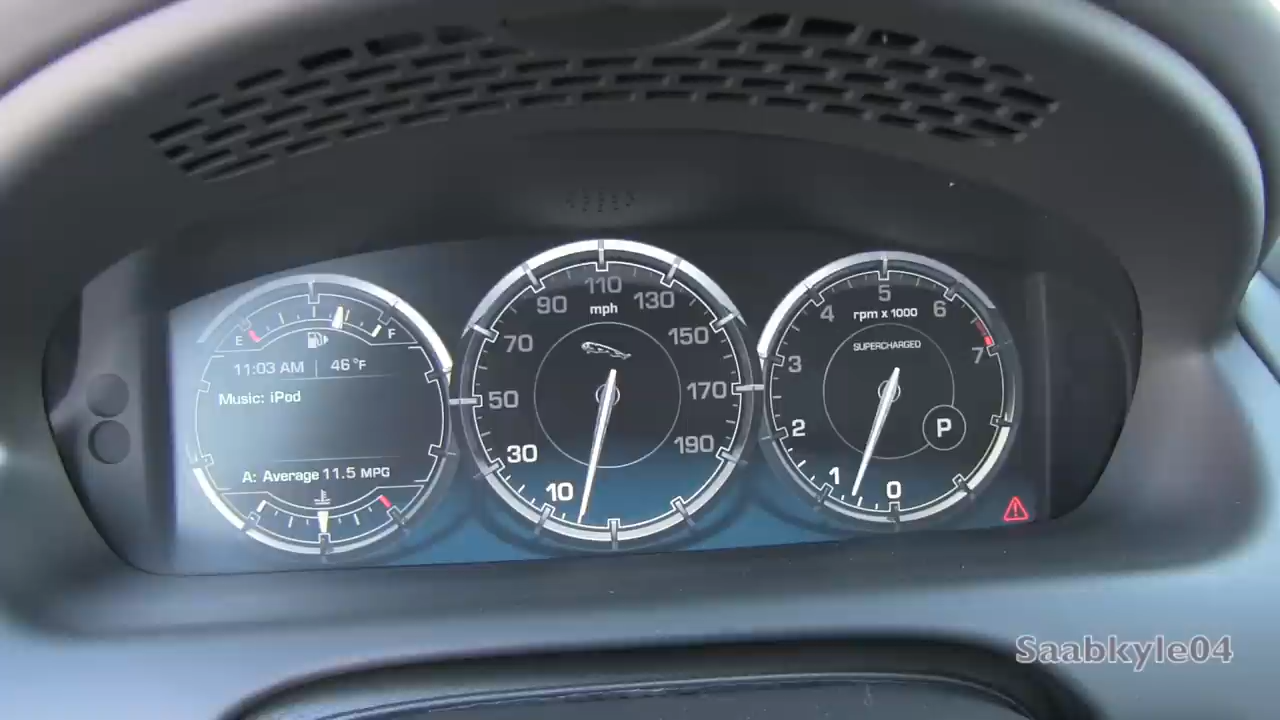 E
F
11:03 AM | 46°F
Music: iPod
A: Average 11.5 MPG
10
30
50
70
90
110
130
150
170
190
mph
0
1
2
3
4
5
6
7
rpm x 1000
SUPERCHARGED
P
Saabkyle04